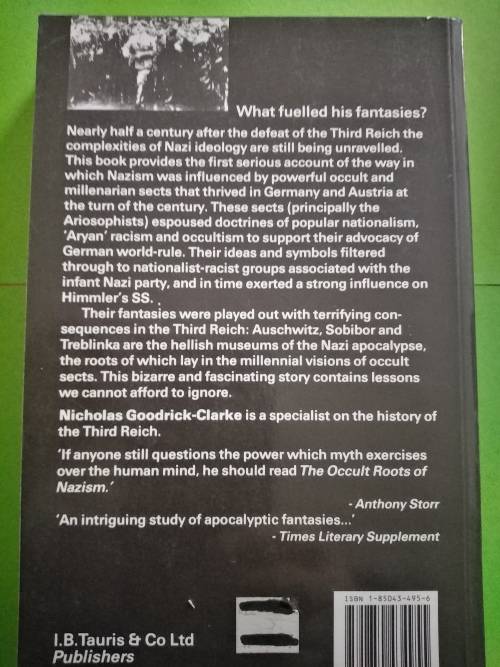 What fuelled his fantasies?
Nearly half a century after the defeat of the Third Reich the
complexities of Nazi ideology are still being unravelled.
This book provides the first serious account of the way in
which Nazism was influenced by powerful occult and
millenarian sects that thrived in Germany and Austria at
the turn of the century. These sects (principally the
Ariosophists) espoused doctrines of popular nationalism,
‘Aryan’ racism and occultism to support their advocacy of
German world-rule. Their ideas and symbols filtered
through to nationalist-racist groups associated with the
infant Nazi party, and in time exerted a strong influence on
Himmler's SS.
Their fantasies were played out with terrifying con-
sequences in the Third Reich: Auschwitz, Sobibor and
Treblinka are the hellish museums of the Nazi apocalypse,
the roots of which lay in the millennial visions of occult
sects. This bizarre and fascinating story contains lessons
we cannot afford to ignore.
Nicholas Goodrick-Clarke is a specialist on the history of
the Third Reich.
‘If anyone still questions the power which myth exercises
over the human mind, he should read The Occult Roots of
Nazism.’
- Anthony Storr
‘An intriguing study of apocalyptic fantasies...’
- Times Literary Supplement
ISBN 1-85043-495-6
I.B.Tauris & Co Ltd
Publishers